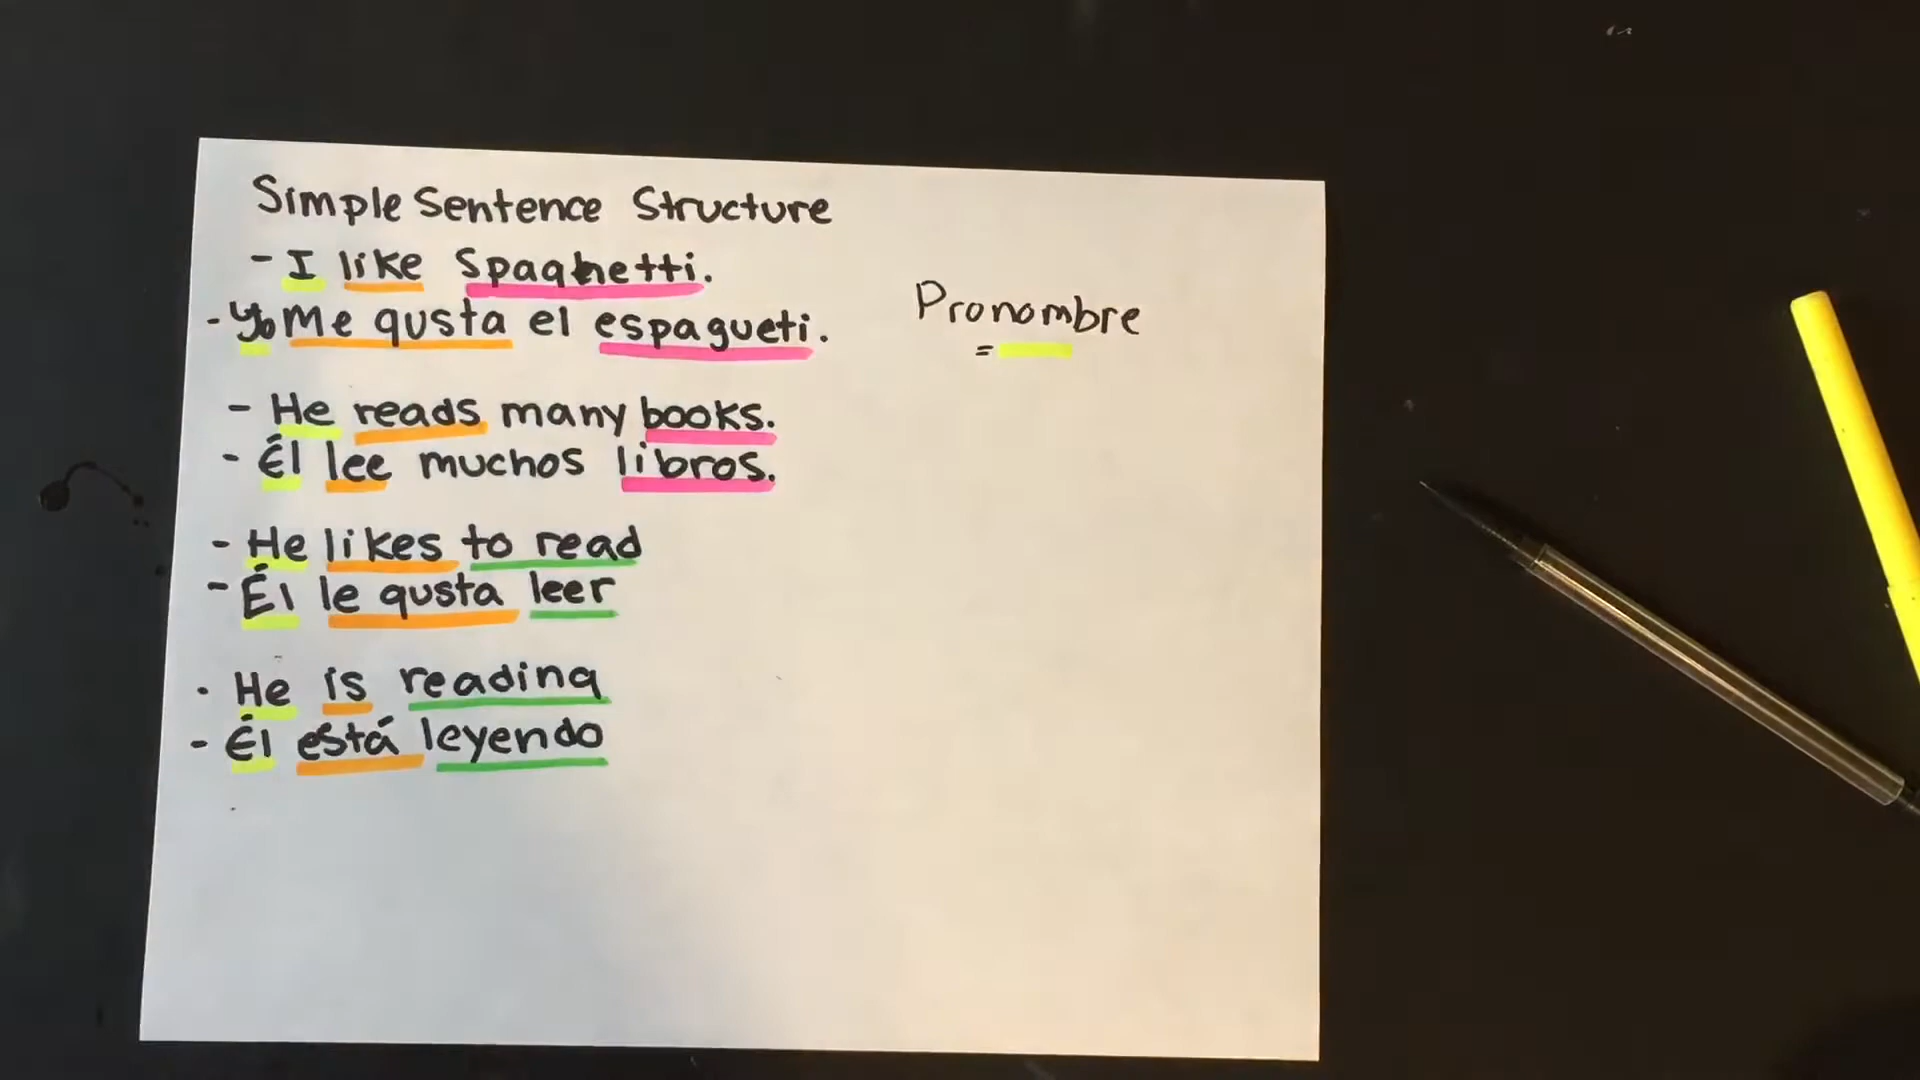 Simple Sentence Structure
- I like Spaghetti.
- Yo Me gusta el espagueti.
Pronombre
=
- He reads many books.
- Él lee muchos libros.
- He likes to read
- Él le gusta leer
- He is reading
- Él está leyendo